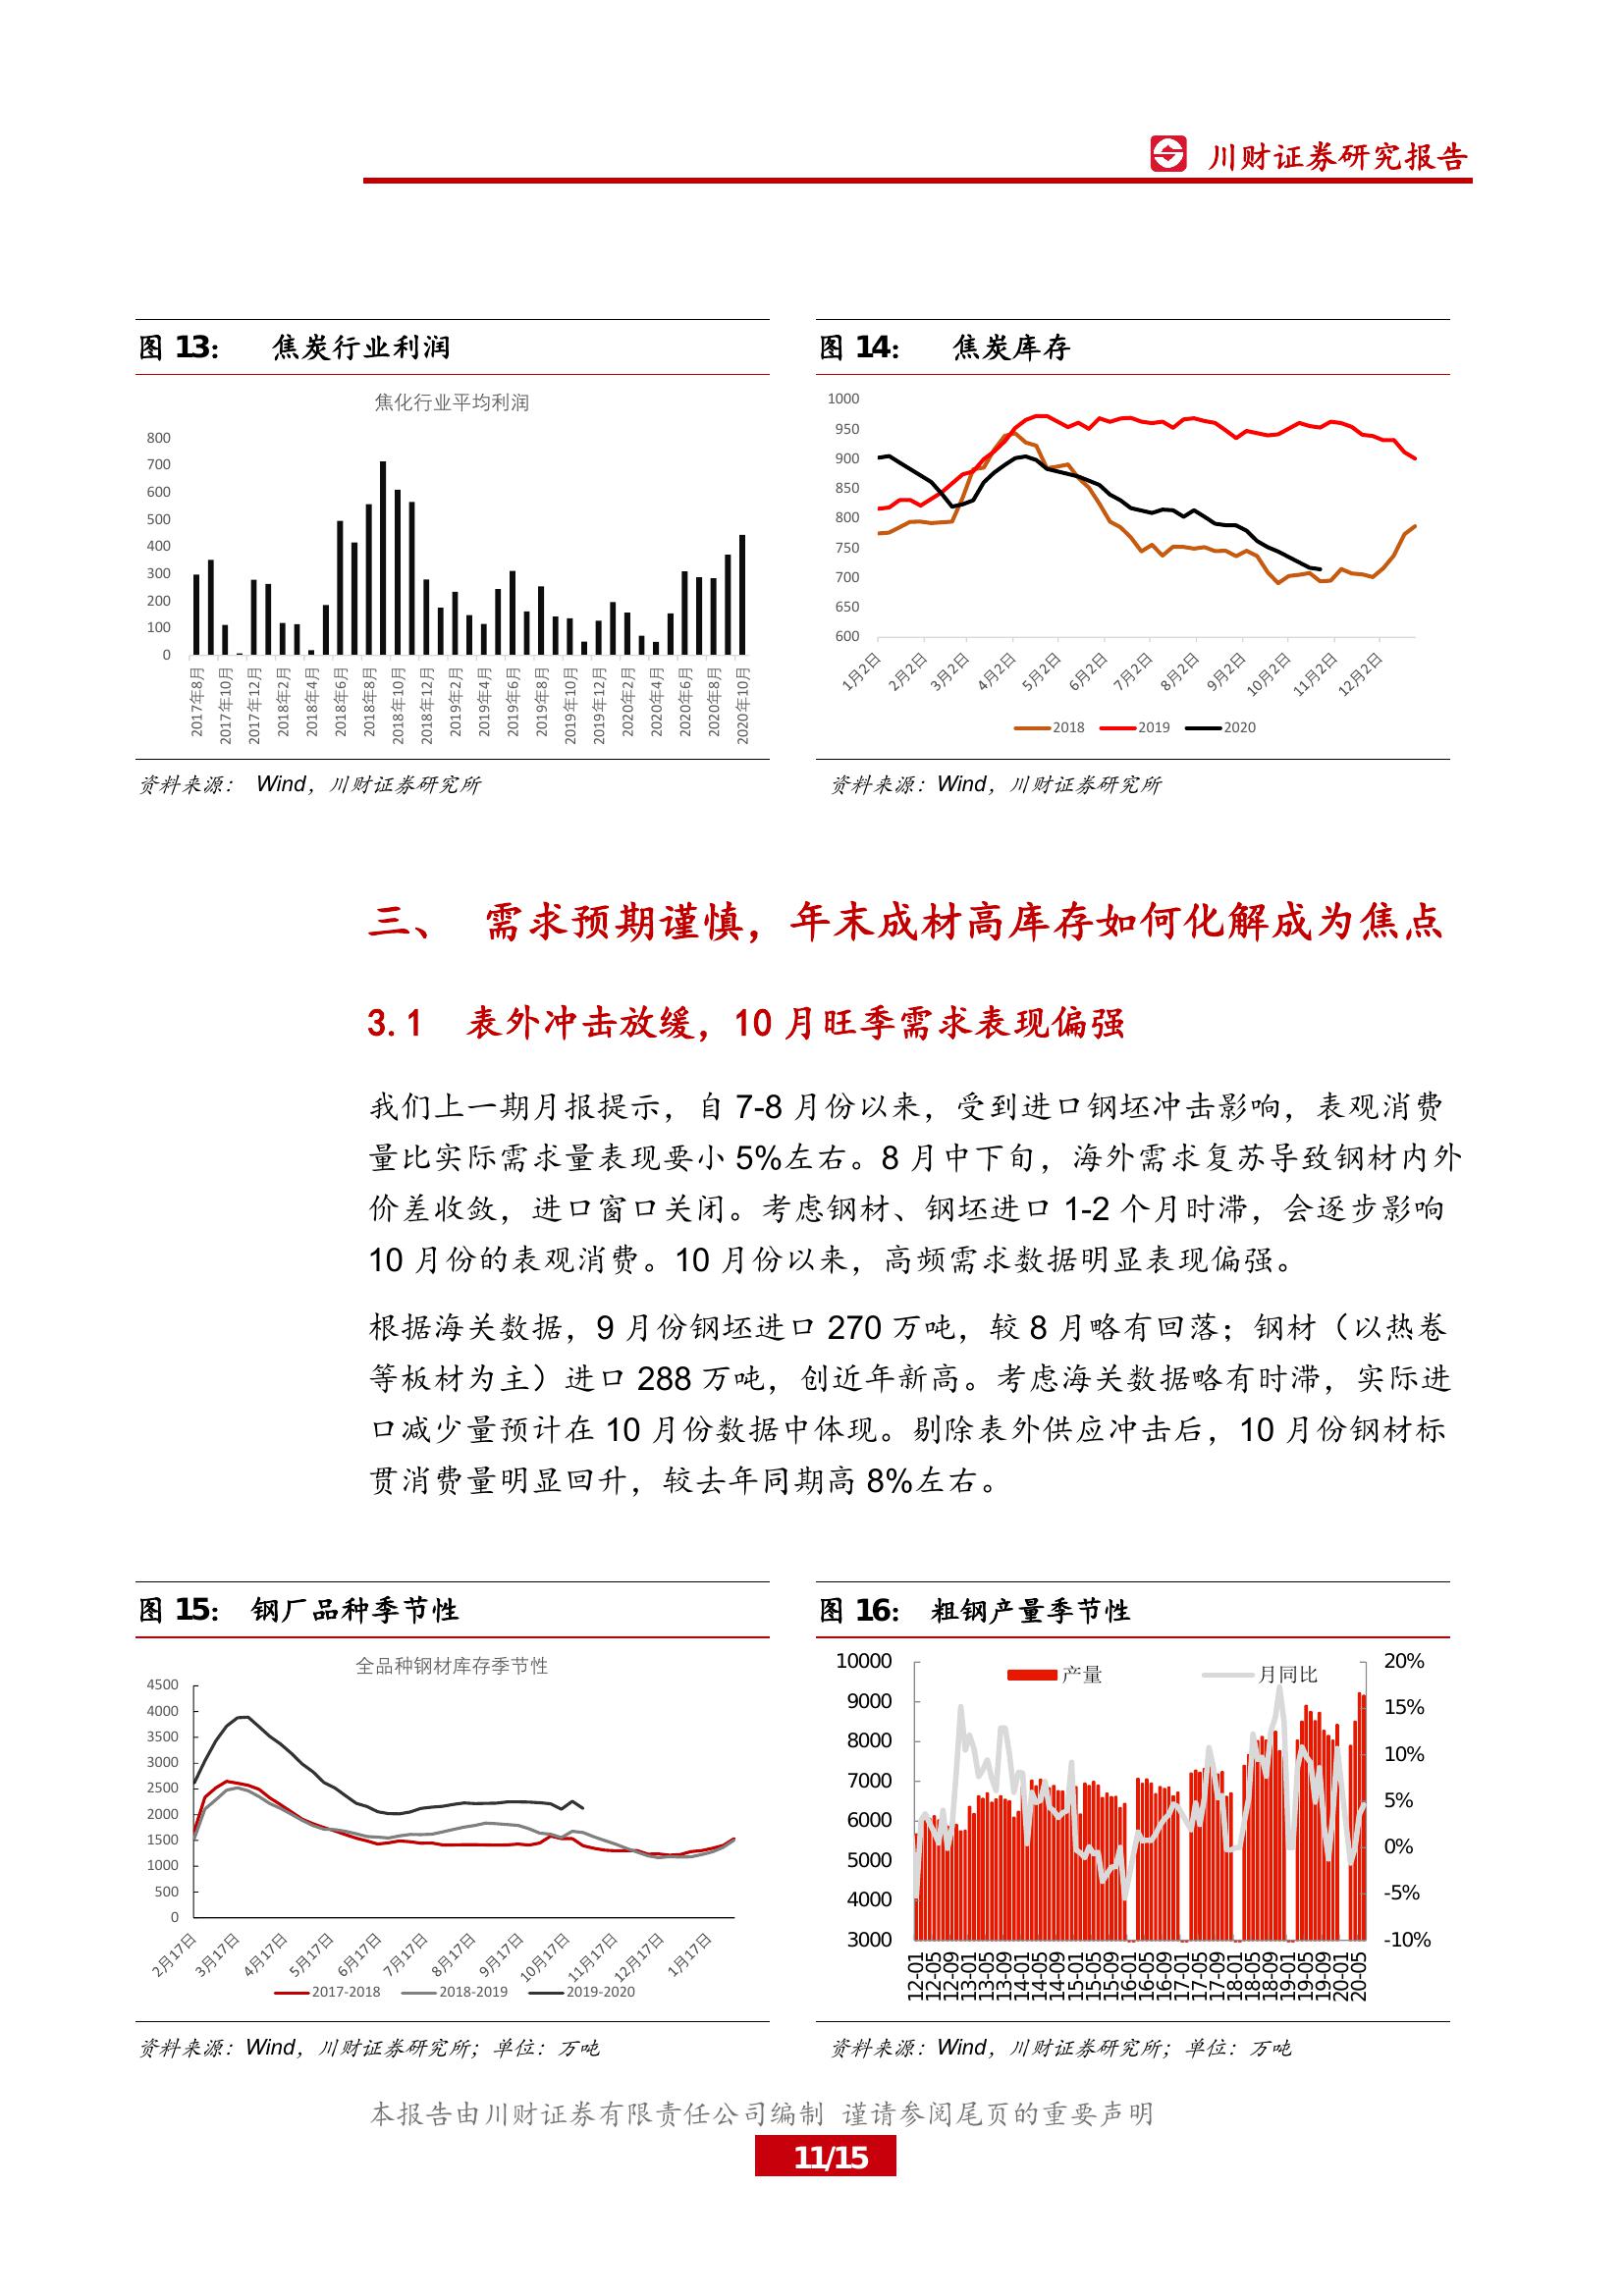 川财证券研究报告
图 13： 焦炭行业利润
焦化行业平均利润
800
700
600
500
400
300
200
100
0
2017年8月
2017年10月
2017年12月
2018年2月
2018年4月
2018年6月
2018年8月
2018年10月
2018年12月
2019年2月
2019年4月
2019年6月
2019年8月
2019年10月
2019年12月
2020年2月
2020年4月
2020年6月
2020年8月
2020年10月
资料来源： Wind，川财证券研究所
图 14： 焦炭库存
1000
950
900
850
800
750
700
650
600
1月2日
2月2日
3月2日
4月2日
5月2日
6月2日
7月2日
8月2日
9月2日
10月2日
11月2日
12月2日
2018 2019 2020
资料来源：Wind，川财证券研究所
三、 需求预期谨慎，年末成材高库存如何化解成为焦点
3.1 表外冲击放缓，10 月旺季需求表现偏强
我们上一期月报提示，自 7-8 月份以来，受到进口钢坯冲击影响，表观消费
量比实际需求量表现要小 5%左右。8 月中下旬，海外需求复苏导致钢材内外
价差收敛，进口窗口关闭。考虑钢材、钢坯进口 1-2 个月时滞，会逐步影响
10 月份的表观消费。10 月份以来，高频需求数据明显表现偏强。
根据海关数据，9 月份钢坯进口 270 万吨，较 8 月略有回落；钢材（以热卷
等板材为主）进口 288 万吨，创近年新高。考虑海关数据略有时滞，实际进
口减少量预计在 10 月份数据中体现。剔除表外供应冲击后，10 月份钢材标
贯消费量明显回升，较去年同期高 8%左右。
图 15： 钢厂品种季节性
全品种钢材库存季节性
4500
4000
3500
3000
2500
2000
1500
1000
500
0
2月17日
3月17日
4月17日
5月17日
6月17日
7月17日
8月17日
9月17日
10月17日
11月17日
12月17日
1月17日
2017-2018 2018-2019 2019-2020
资料来源：Wind，川财证券研究所；单位：万吨
图 16： 粗钢产量季节性
产量 月同比
10000
9000
8000
7000
6000
5000
4000
3000
20%
15%
10%
5%
0%
-5%
-10%
12-01
12-05
12-09
13-01
13-05
13-09
14-01
14-05
14-09
15-01
15-05
15-09
16-01
16-05
16-09
17-01
17-05
17-09
18-01
18-05
18-09
19-01
19-05
19-09
20-01
20-05
资料来源：Wind，川财证券研究所；单位：万吨
本报告由川财证券有限责任公司编制 谨请参阅尾页的重要声明
11/15